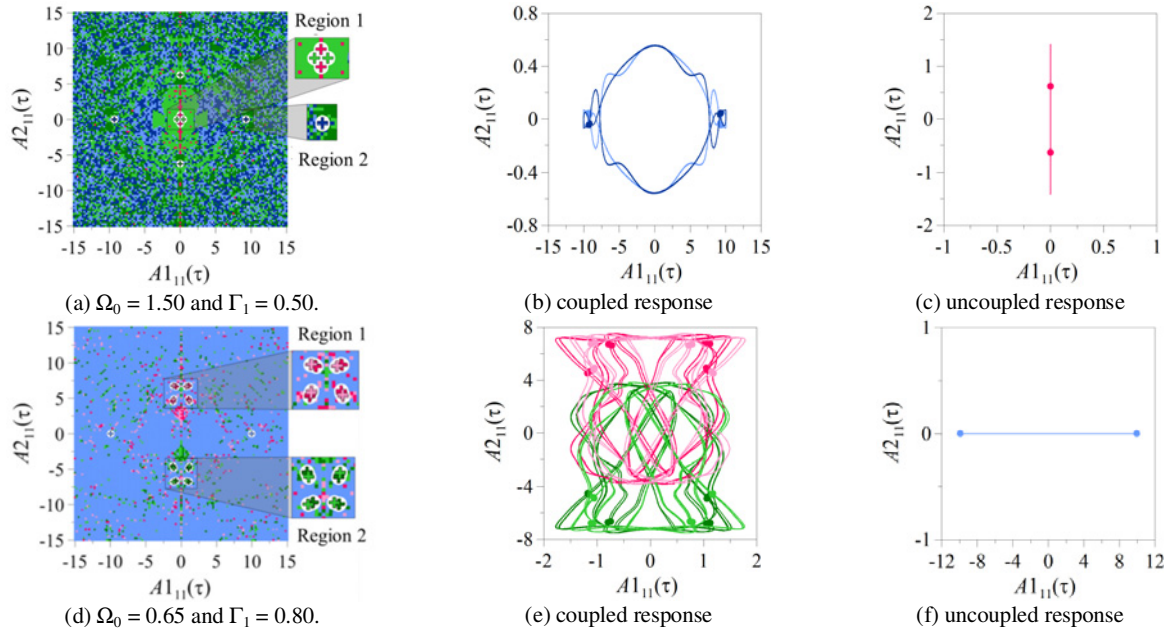 Region 1
15
10
5
0
-5
-10
-15
A2₁₁(τ)
-15 -10 -5 0 5 10 15
A1₁₁(τ)
Region 2
(a) Ω₀ = 1.50 and Γ₁ = 0.50.
0.8
0.4
0
-0.4
-0.8
A2₁₁(τ)
-15 -10 -5 0 5 10 15
A1₁₁(τ)
(b) coupled response
2
1
0
-1
-2
A2₁₁(τ)
-1 -0.5 0 0.5 1
A1₁₁(τ)
(c) uncoupled response
Region 1
15
10
5
0
-5
-10
-15
A2₁₁(τ)
-15 -10 -5 0 5 10 15
A1₁₁(τ)
Region 2
(d) Ω₀ = 0.65 and Γ₁ = 0.80.
8
4
0
-4
-8
A2₁₁(τ)
-2 -1 0 1 2
A1₁₁(τ)
(e) coupled response
1
0
-1
A2₁₁(τ)
-12 -8 -4 0 4 8 12
A1₁₁(τ)
(f) uncoupled response